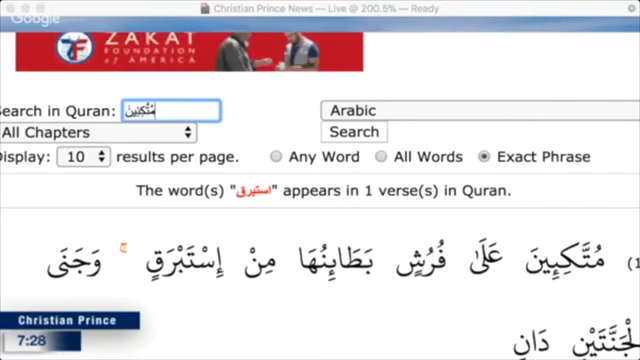 Christian Prince News — Live @ 200.5% — Ready
Google
ZAKAT
FOUNDATION
of AMERICA
Search in Quran: مُتَّكِئِينَ
Arabic
All Chapters
Search
Display: 10 results per page. Any Word All Words Exact Phrase
The word(s) "استبرق" appears in 1 verse(s) in Quran.
مُتَّكِئِينَ عَلَىٰ فُرُشٍ بَطَائِنُهَا مِنْ إِسْتَبْرَقٍ ۚ وَجَنَى
الْجَنَّتَيْنِ دَانٍ
Christian Prince
7:28